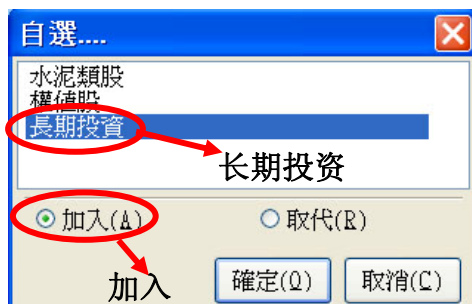 自選....
水泥類股
權值股
長期投資
长期投资
加入(A) 取代(R)
加入 確定(O) 取消(C)